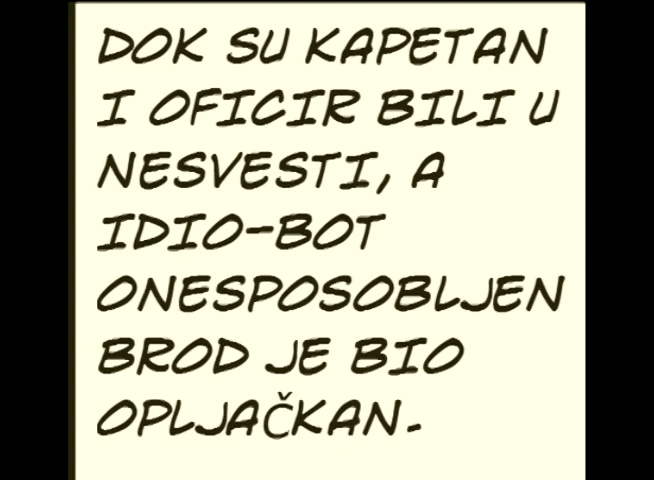 DOK SU KAPETAN
I OFICIR BILI U
NESVESTI, A
IDIO-BOT
ONESPOSOBLJEN
BROD JE BIO
OPLJAČKAN.